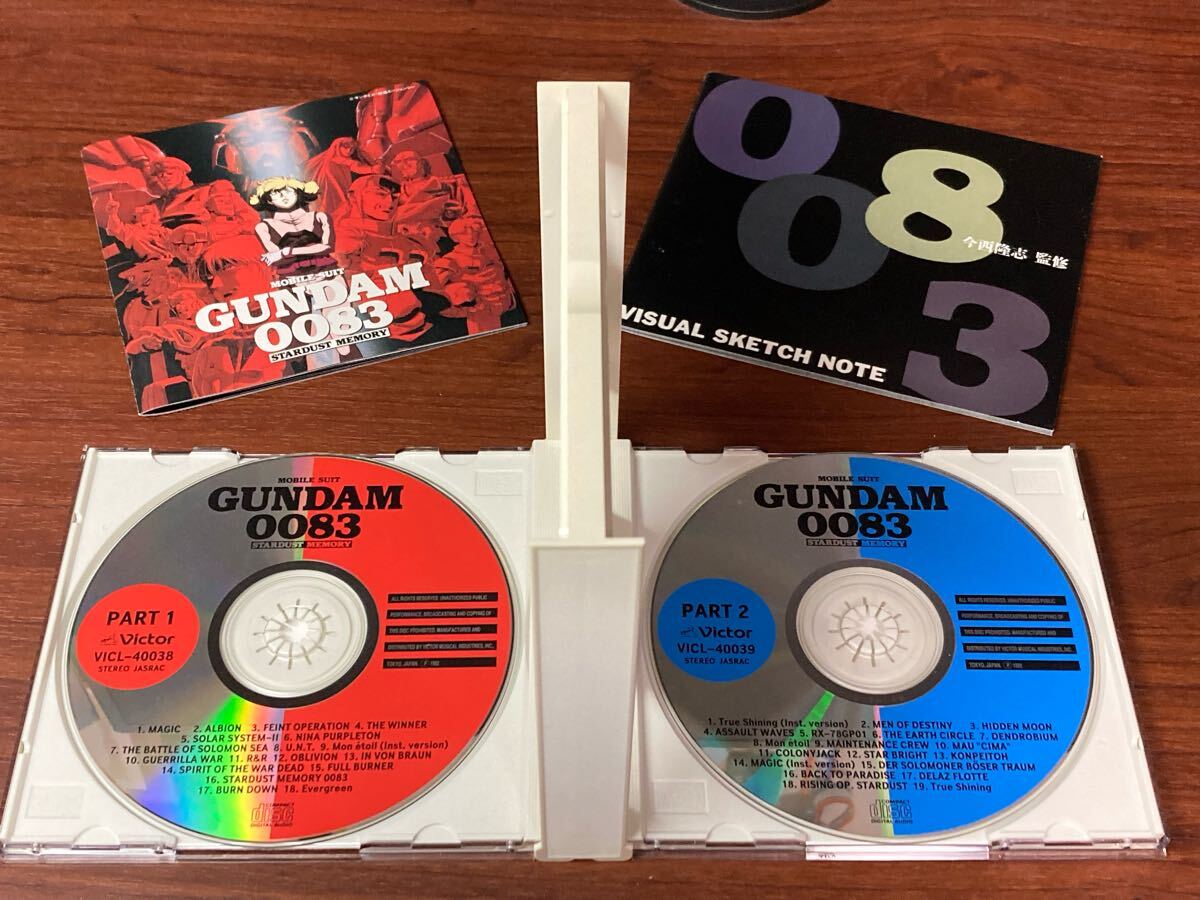 MOBILE SUIT
GUNDAM
0083
STARDUST MEMORY
0083
今西隆志 監修
VISUAL SKETCH NOTE
MOBILE SUIT
GUNDAM
0083
STARDUST MEMORY
PART 1
Victor
VICL-40038
STEREO JASRAC
ALL RIGHTS RESERVED. UNAUTHORIZED PUBLIC
PERFORMANCE, BROADCASTING AND COPYING OF
THIS DISC PROHIBITED. MANUFACTURED AND
DISTRIBUTED BY VICTOR MUSICAL INDUSTRIES, INC.,
TOKYO, JAPAN. Ⓟ 1992
1. MAGIC 2. ALBION 3. FEINT OPERATION 4. THE WINNER
5. SOLAR SYSTEM-II 6. NINA PURPLETON
7. THE BATTLE OF SOLOMON SEA 8. U.N.T. 9. Mon étoil (Inst. version)
10. GUERRILLA WAR 11. R&R 12. OBLIVION 13. IN VON BRAUN
14. SPIRIT OF THE WAR DEAD 15. FULL BURNER
16. STARDUST MEMORY 0083
17. BURN DOWN 18. Evergreen
COMPACT
disc
DIGITAL AUDIO
MOBILE SUIT
GUNDAM
0083
STARDUST MEMORY
PART 2
Victor
VICL-40039
STEREO JASRAC
ALL RIGHTS RESERVED. UNAUTHORIZED PUBLIC
PERFORMANCE, BROADCASTING AND COPYING OF
THIS DISC PROHIBITED. MANUFACTURED AND
DISTRIBUTED BY VICTOR MUSICAL INDUSTRIES, INC.
TOKYO, JAPAN. Ⓟ 1992
1. True Shining (Inst. version) 2. MEN OF DESTINY 3. HIDDEN MOON
4. ASSAULT WAVES 5. RX-78GP01 6. THE EARTH CIRCLE 7. DENDROBIUM
8. Mon étoil 9. MAINTENANCE CREW 10. MAU "CIMA"
11. COLONYJACK 12. STAR BRIGHT 13. KONPEITOH
14. MAGIC (Inst. version) 15. DER SOLOMONER BÖSER TRAUM
16. BACK TO PARADISE 17. DELAZ FLOTTE
18. RISING OP. STARDUST 19. True Shining
COMPACT
disc
DIGITAL AUDIO